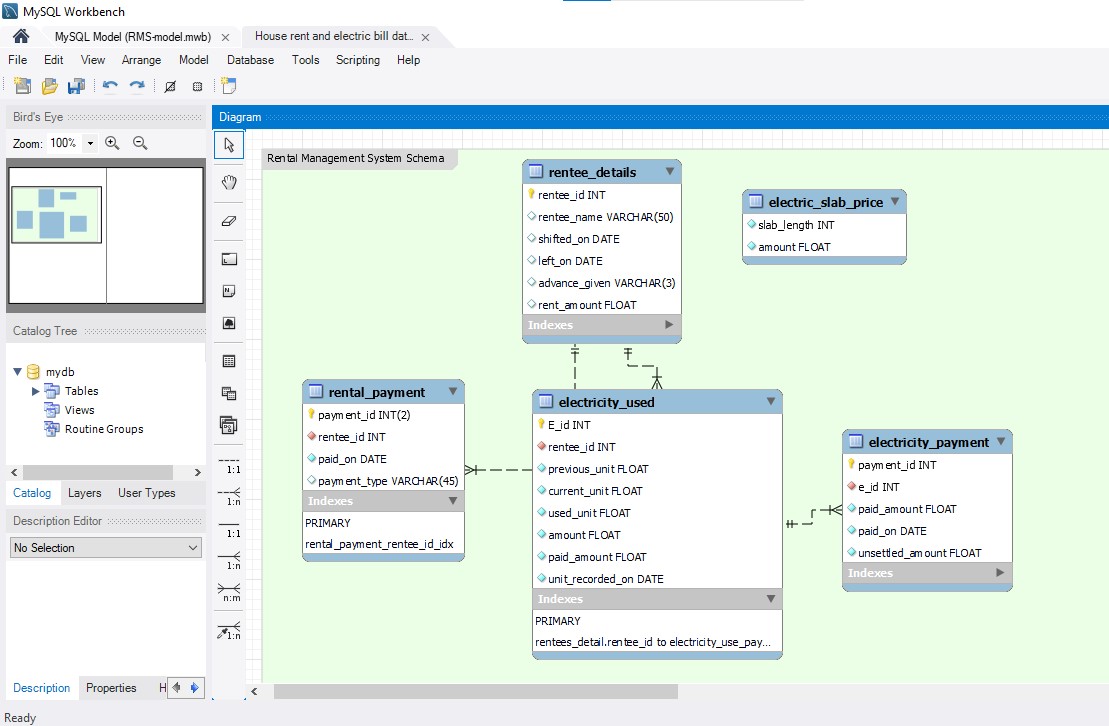 MySQL Workbench
MySQL Model (RMS-model.mwb)
House rent and electric bill dat..
File Edit View Arrange Model Database Tools Scripting Help
Bird's Eye
Zoom: 100%
Catalog Tree
mydb
Tables
Views
Routine Groups
Catalog Layers User Types
Description Editor
No Selection
Description Properties H
Ready
Diagram
1:1
1:n
1:1
1:n
n:m
1:n
Rental Management System Schema
rentee_details
rentee_id INT
rentee_name VARCHAR(50)
shifted_on DATE
left_on DATE
advance_given VARCHAR(3)
rent_amount FLOAT
Indexes
electric_slab_price
slab_length INT
amount FLOAT
rental_payment
payment_id INT(2)
rentee_id INT
paid_on DATE
payment_type VARCHAR(45)
Indexes
PRIMARY
rental_payment_rentee_id_idx
electricity_used
E_id INT
rentee_id INT
previous_unit FLOAT
current_unit FLOAT
used_unit FLOAT
amount FLOAT
paid_amount FLOAT
unit_recorded_on DATE
Indexes
PRIMARY
rentees_detail.rentee_id to electricity_use_pay...
electricity_payment
payment_id INT
e_id INT
paid_amount FLOAT
paid_on DATE
unsettled_amount FLOAT
Indexes